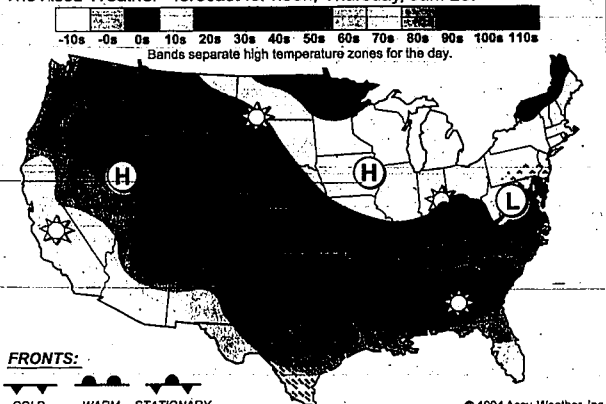 -10s -0s 0s 10s 20s 30s 40s 50s 60s 70s 80s 90s 100s 110s
Bands separate high temperature zones for the day.
H
H
L
FRONTS:
COLD WARM STATIONARY
© 1994 Accu-Weather, Inc.